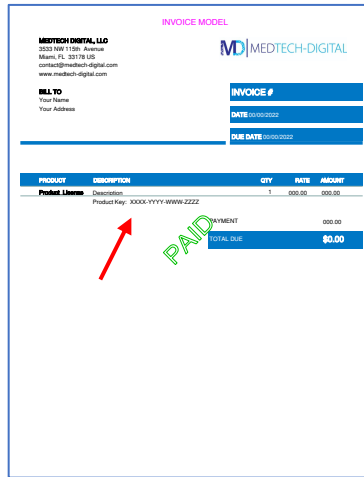 INVOICE MODEL
MEDTECH DIGITAL, LLC
3533 NW 115th Avenue
Miami, FL 33178 US
contact@medtech-digital.com
www.medtech-digital.com
MD MEDTECH-DIGITAL
BILL TO
Your Name
Your Address
INVOICE #
DATE 00/00/2022
DUE DATE 00/00/2022
PRODUCT DESCRIPTION QTY RATE AMOUNT
Product License Description 1 000.00 000.00
Product Key: XXXX-YYYY-WWW-ZZZZ
PAYMENT 000.00
PAID
TOTAL DUE $0.00